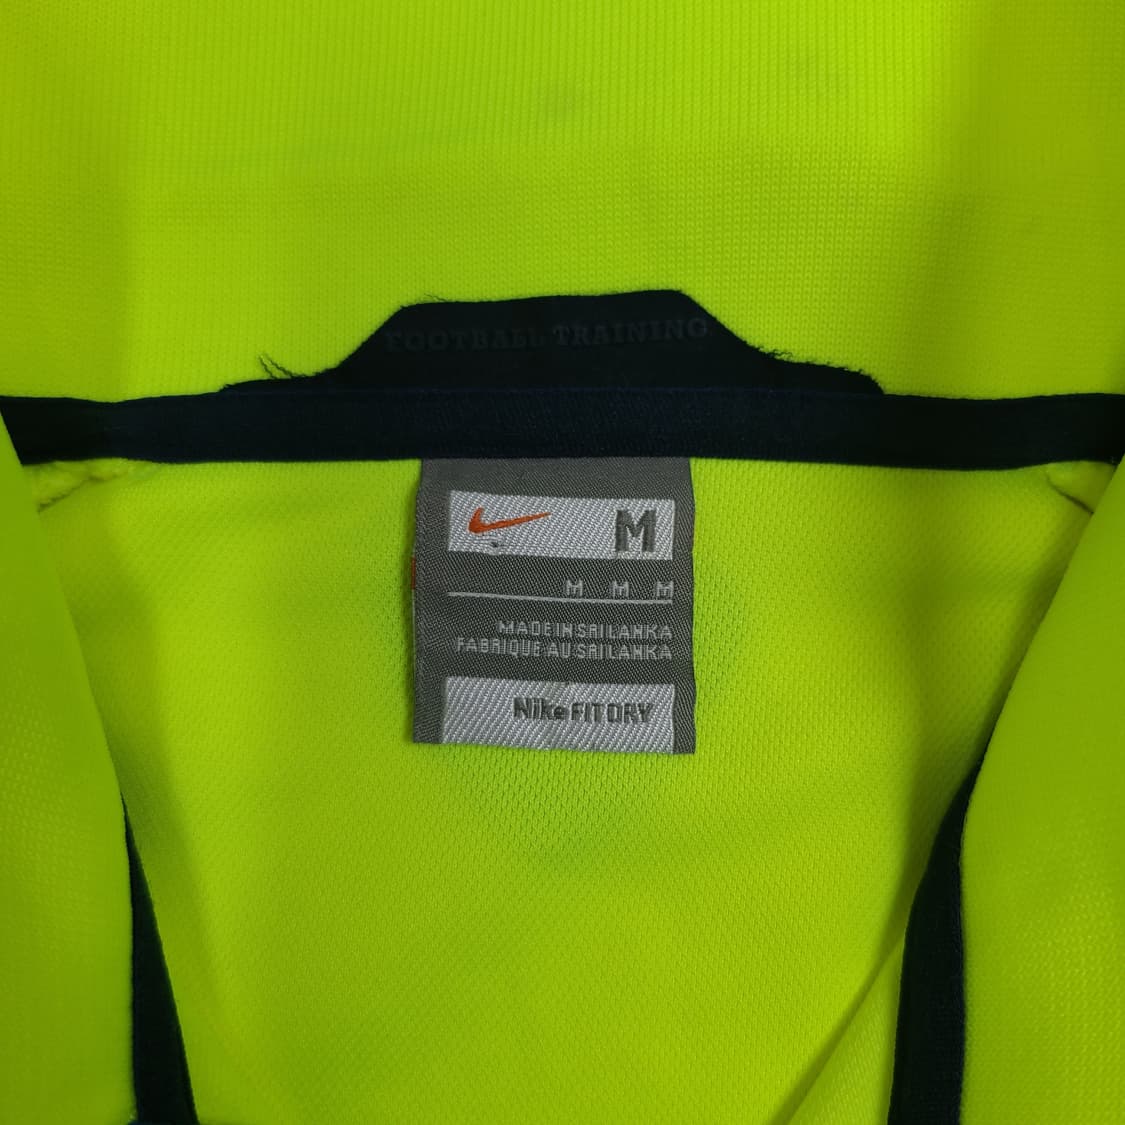 FOOTBALL TRAINING
M
M M M
MADE IN SRI LANKA
FABRIQUE AU SRI LANKA
Nike FIT DRY